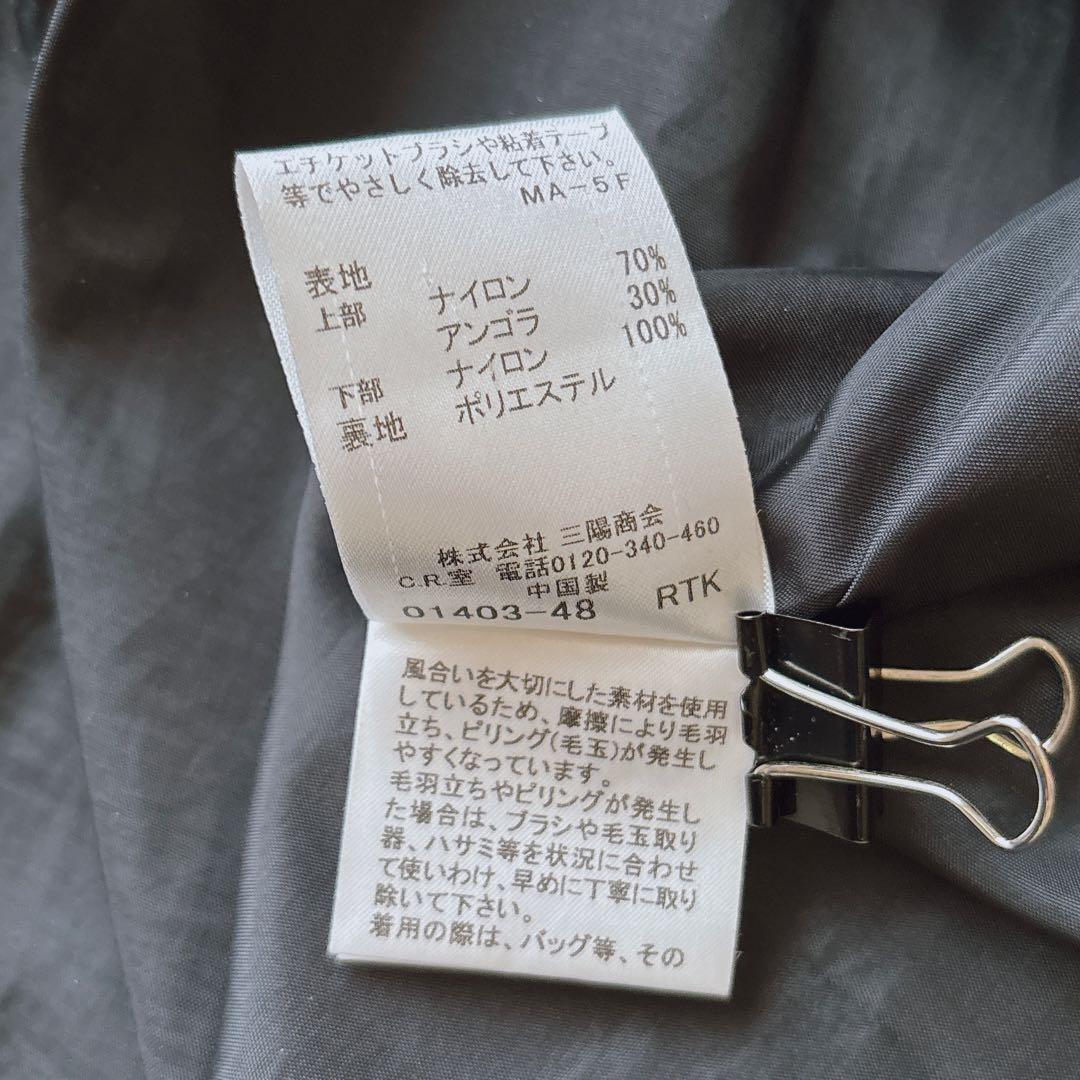 エチケットブラシや粘着テープ
等でやさしく除去して下さい。
MA-5F
表地
上部 ナイロン 70%
アンゴラ 30%
下部 ナイロン 100%
裏地 ポリエステル
株式会社 三陽商会
C.R.室 電話0120-340-460
中国製
01403-48 RTK
風合いを大切にした素材を使用
しているため、摩擦により毛羽
立ち、ピリング(毛玉)が発生し
やすくなっています。
毛羽立ちやピリングが発生し
た場合は、ブラシや毛玉取り
器、ハサミ等を状況に合わせ
て使いわけ、早めに丁寧に取り
除いて下さい。
着用の際は、バッグ等、その